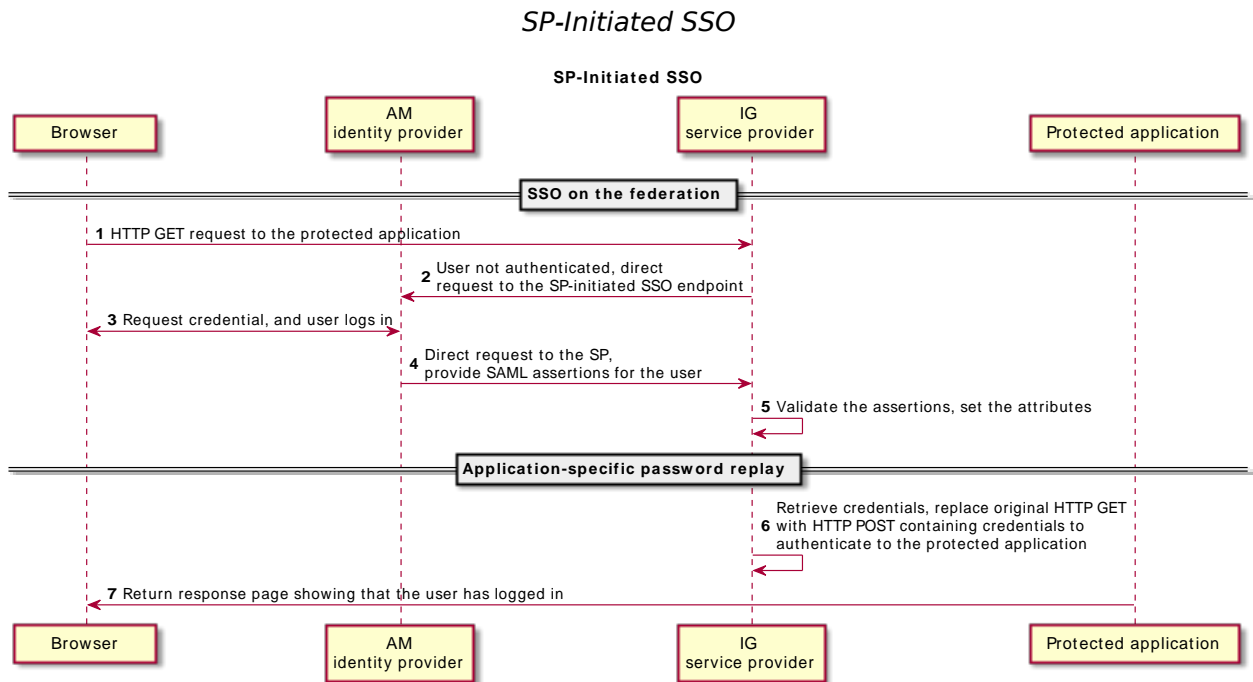 SP-Initiated SSO
SP-Initiated SSO
Browser
AM
identity provider
IG
service provider
Protected application
SSO on the federation
1 HTTP GET request to the protected application
2 User not authenticated, direct
request to the SP-initiated SSO endpoint
3 Request credential, and user logs in
4 Direct request to the SP,
provide SAML assertions for the user
5 Validate the assertions, set the attributes
Application-specific password replay
Retrieve credentials, replace original HTTP GET
6 with HTTP POST containing credentials to
authenticate to the protected application
7 Return response page showing that the user has logged in
Browser
AM
identity provider
IG
service provider
Protected application